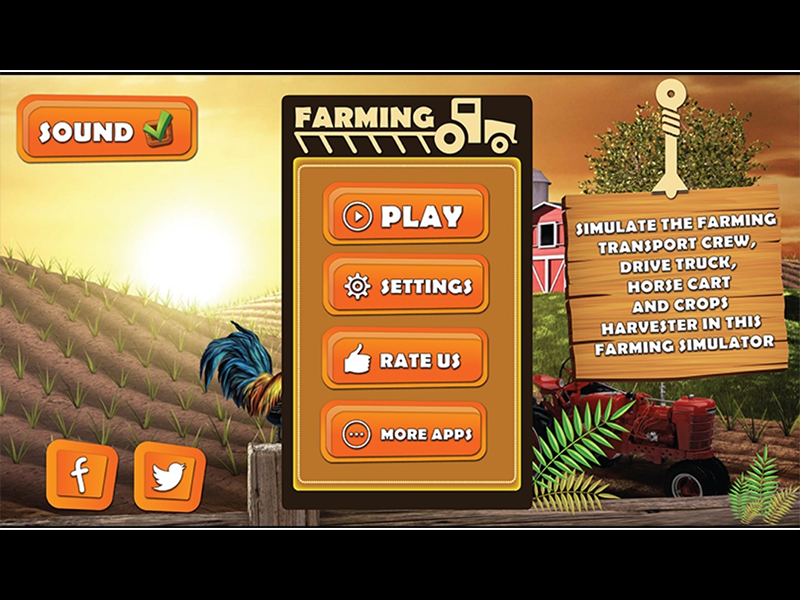 SOUND
FARMING
PLAY
SETTINGS
RATE US
MORE APPS
SIMULATE THE FARMING
TRANSPORT CREW,
DRIVE TRUCK,
HORSE CART
AND CROPS
HARVESTER IN THIS
FARMING SIMULATOR
f